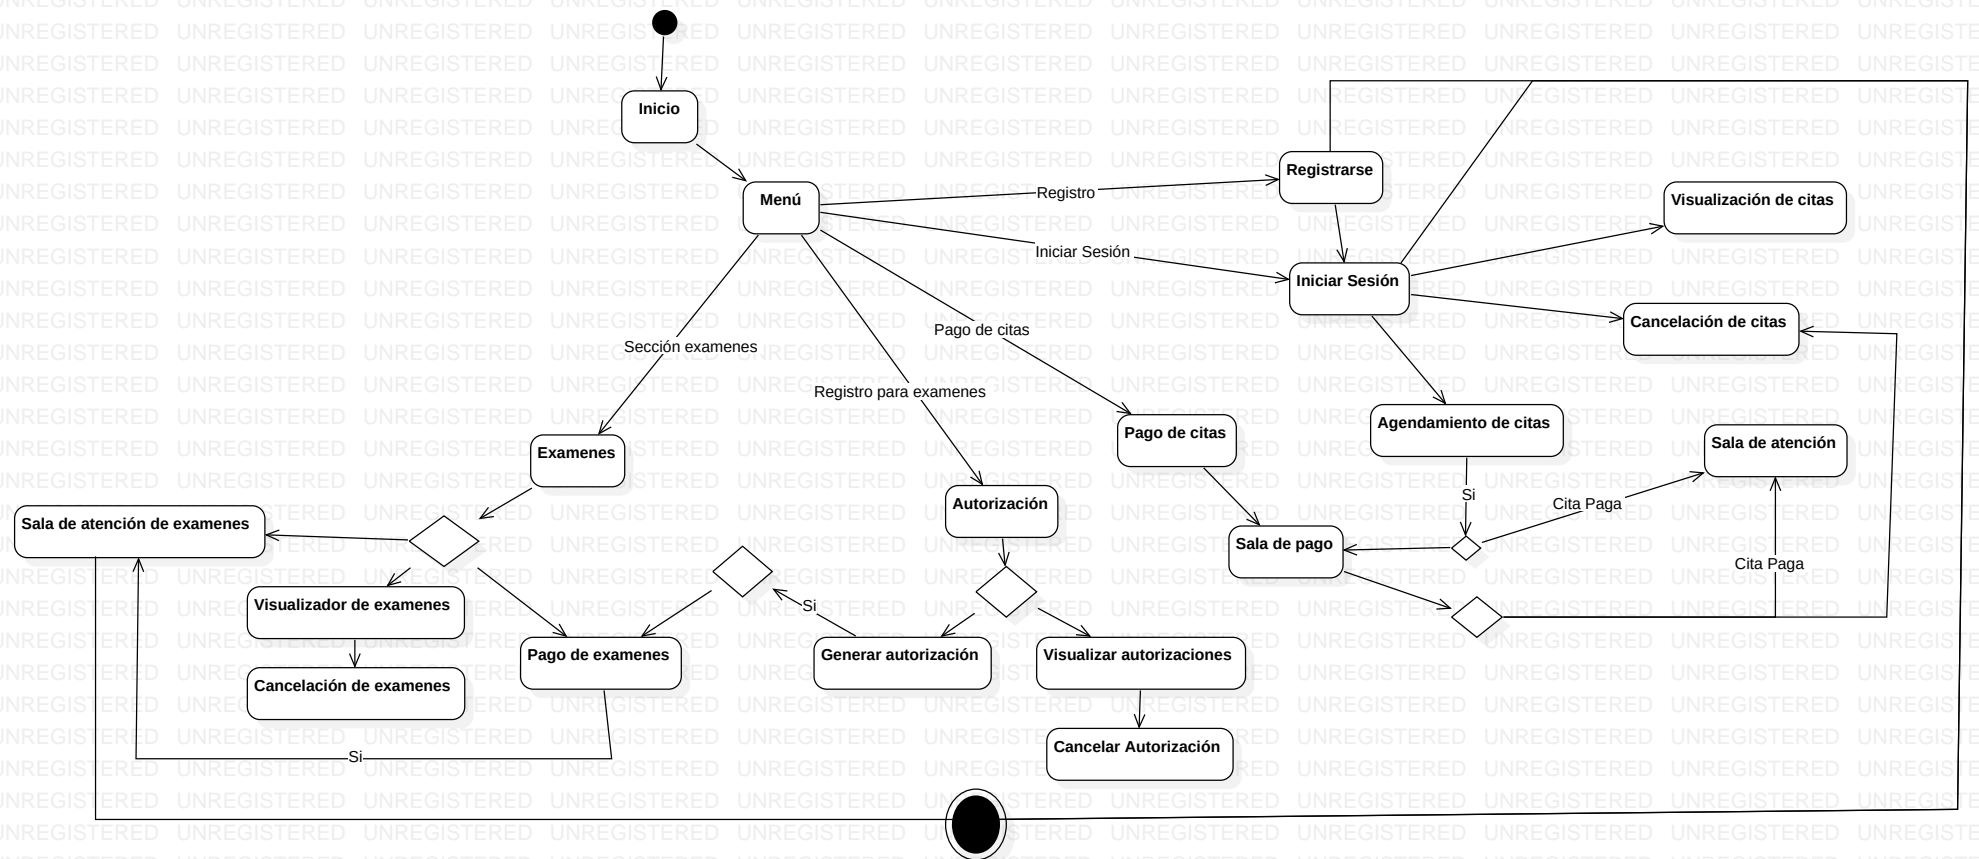 UNREGISTERED
Inicio
Registrarse
Menú
Registro
Visualización de citas
Iniciar Sesión
Iniciar Sesión
Cancelación de citas
Pago de citas
Sección examenes
Registro para examenes
Pago de citas
Agendamiento de citas
Sala de atención
Examenes
Si
Cita Paga
Autorización
Sala de atención de examenes
Sala de pago
Cita Paga
Visualizador de examenes
Si
Pago de examenes
Generar autorización
Visualizar autorizaciones
Cancelación de examenes
Cancelar Autorización
Si